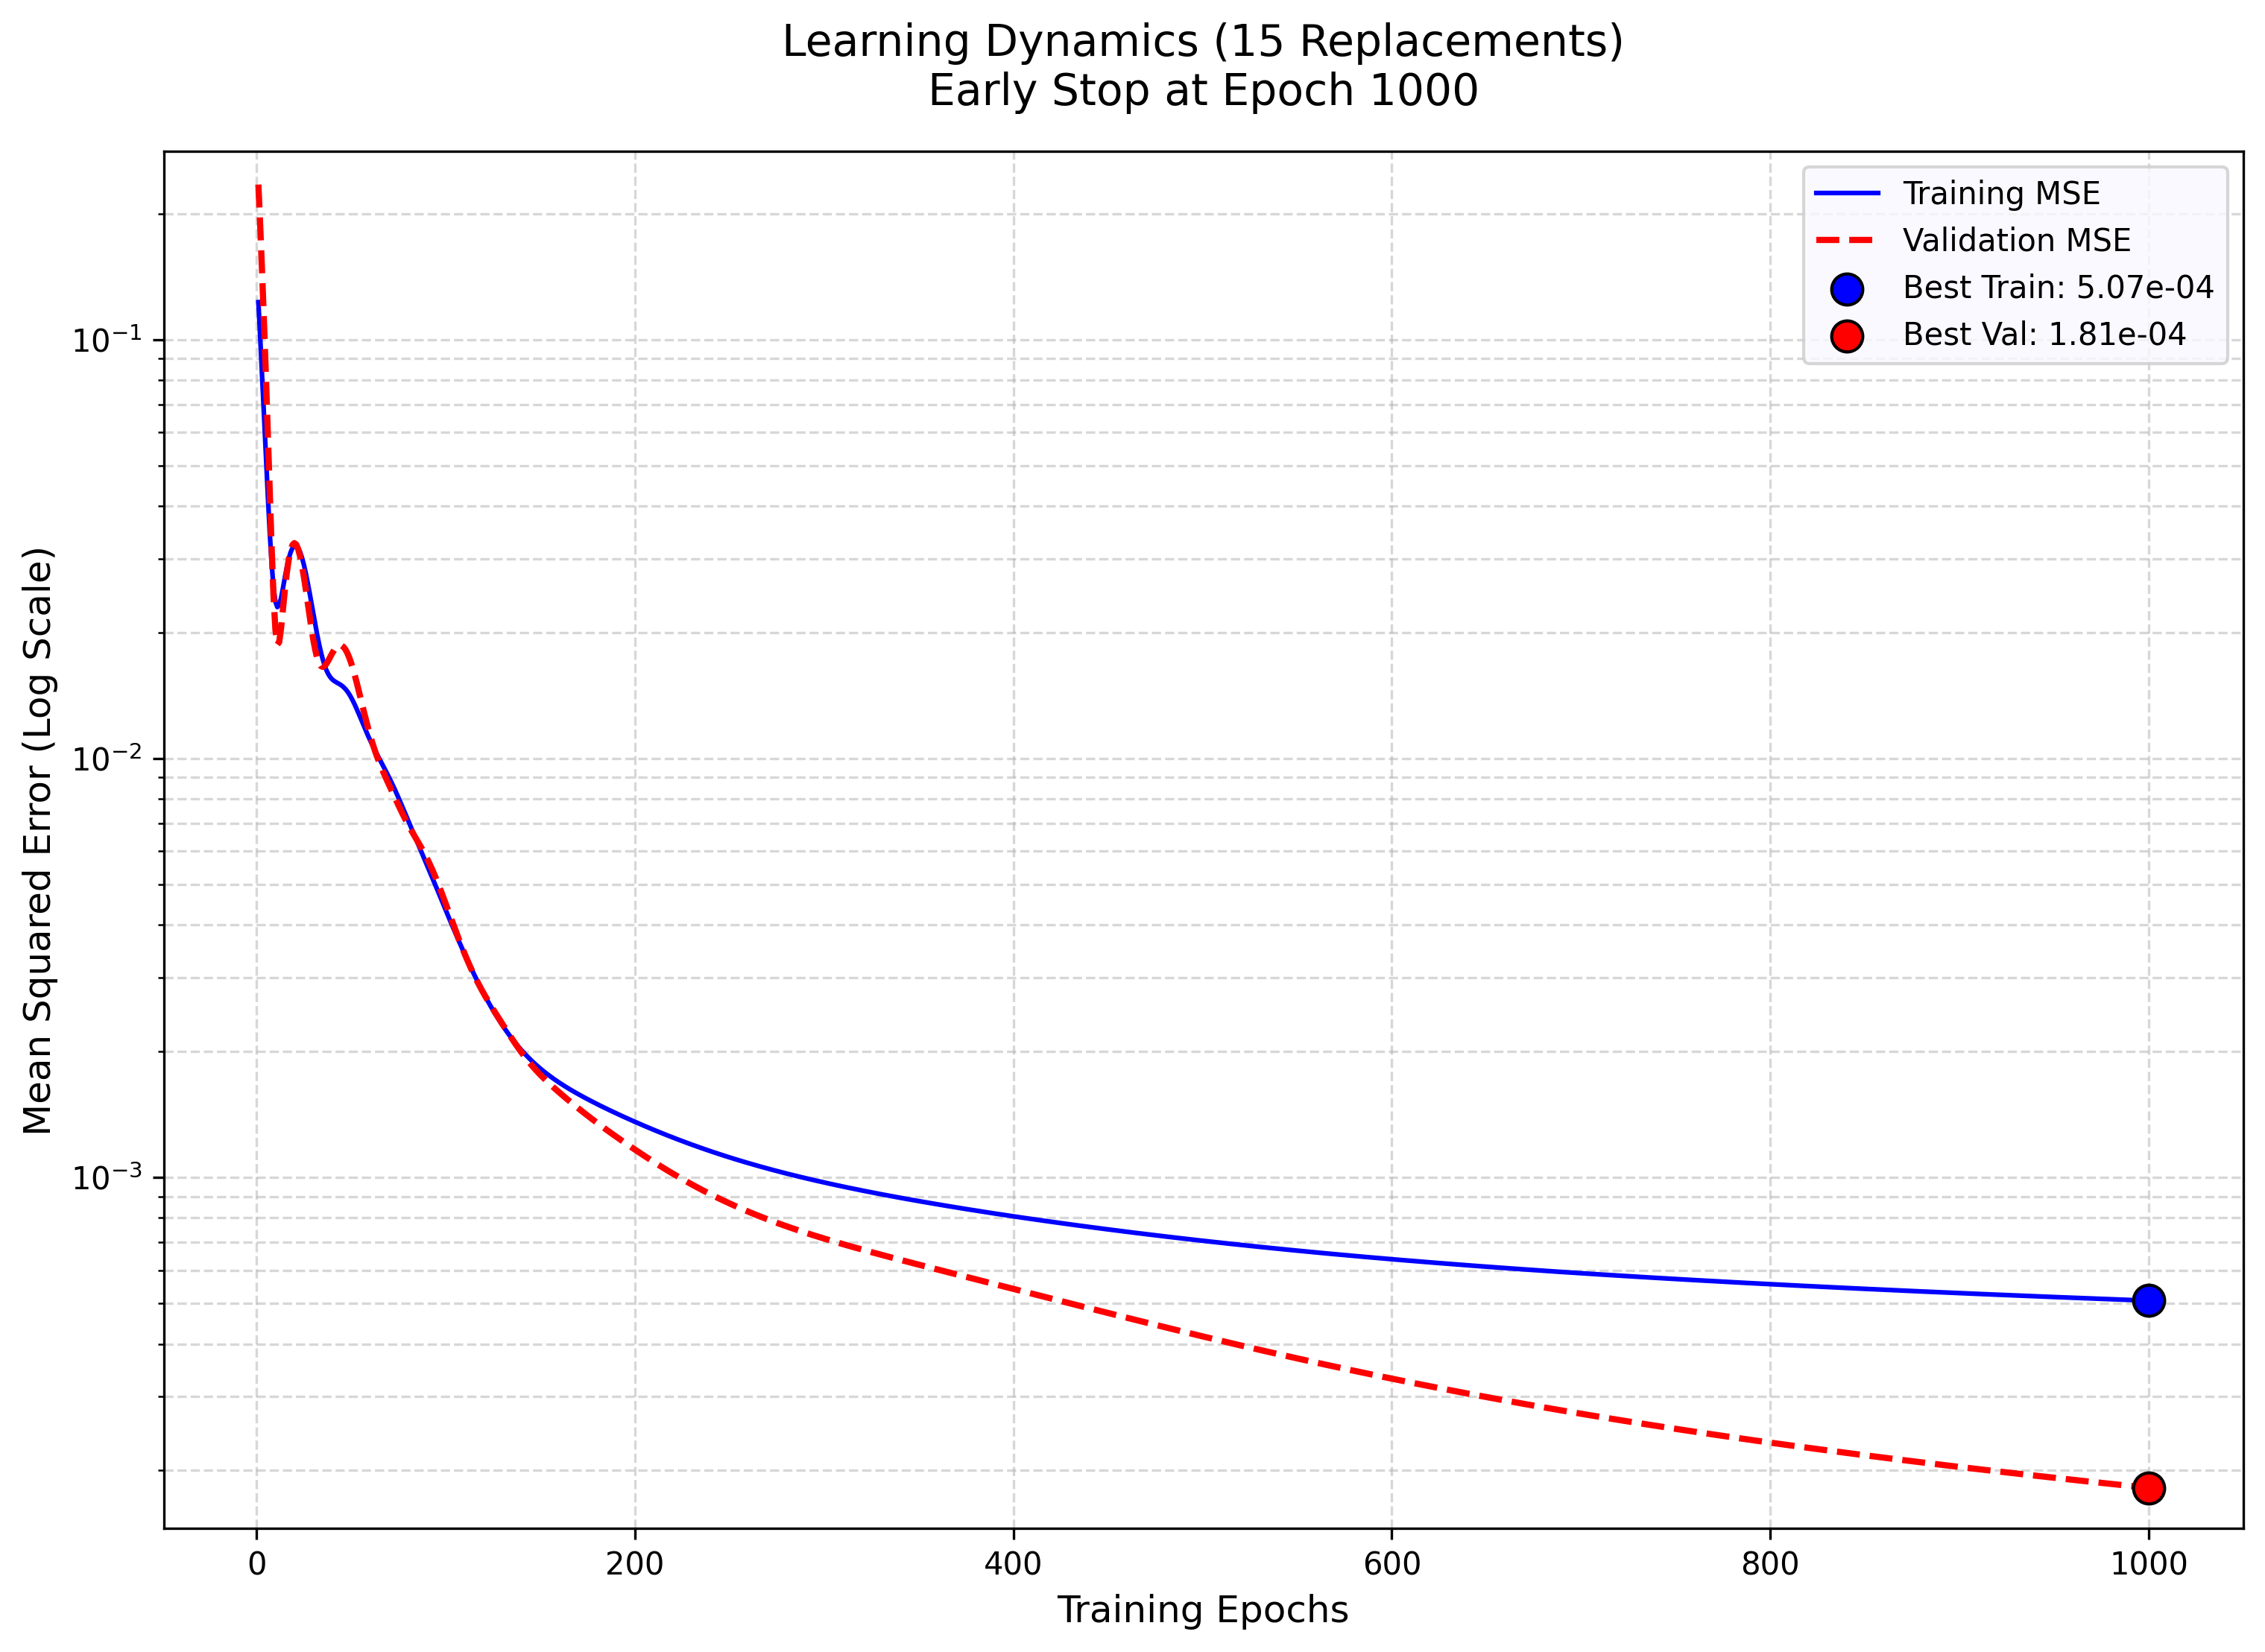 Learning Dynamics (15 Replacements)
Early Stop at Epoch 1000
Training MSE
Validation MSE
Best Train: 5.07e-04
Best Val: 1.81e-04
Mean Squared Error (Log Scale)
10⁻¹
10⁻²
10⁻³
0 200 400 600 800 1000
Training Epochs